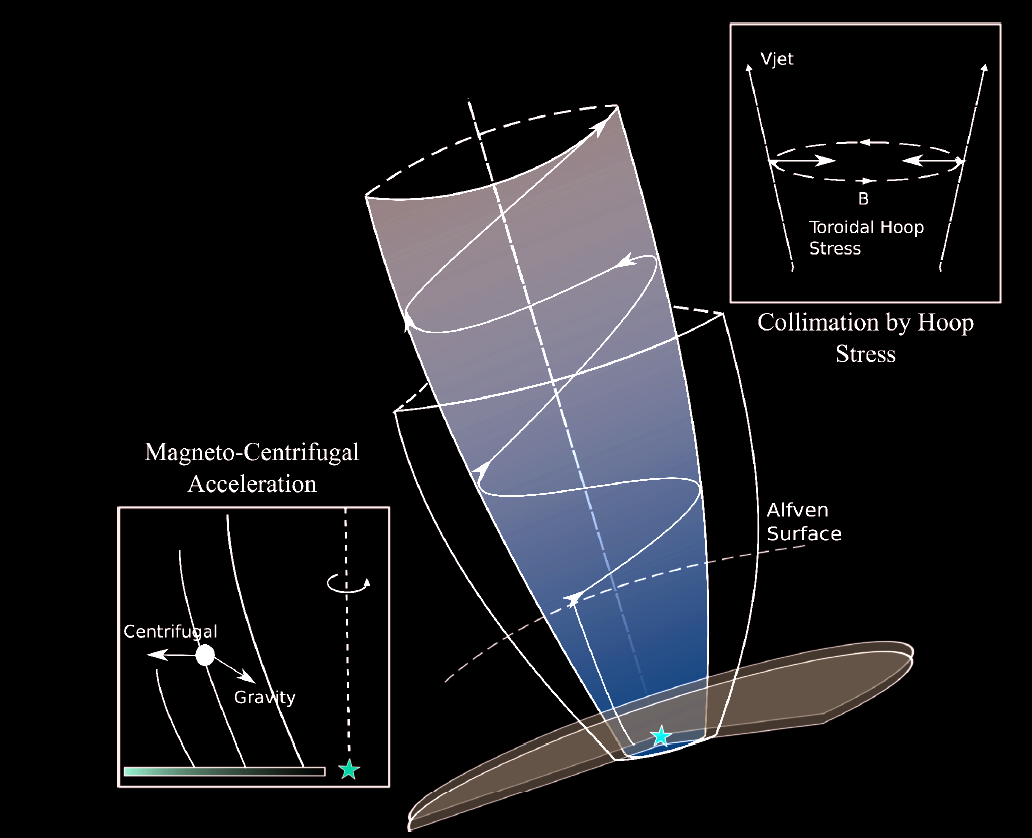 Vjet
B
Toroidal Hoop
Stress
Collimation by Hoop
Stress
Magneto-Centrifugal
Acceleration
Alfven
Surface
Centrifugal
Gravity